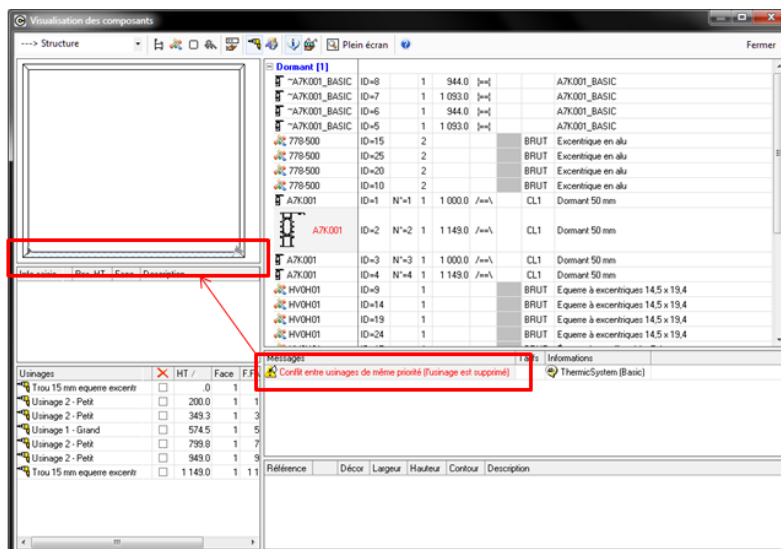 Visualisation des composants
---> Structure Plein écran Fermer
Dormant [1]
~A7K001_BASIC ID=8 1 944.0 |==| A7K001_BASIC
~A7K001_BASIC ID=7 1 1 093.0 |==| A7K001_BASIC
~A7K001_BASIC ID=6 1 944.0 |==| A7K001_BASIC
~A7K001_BASIC ID=5 1 1 093.0 |==| A7K001_BASIC
778-500 ID=15 2 BRUT Excentrique en alu
778-500 ID=25 2 BRUT Excentrique en alu
778-500 ID=20 2 BRUT Excentrique en alu
778-500 ID=10 2 BRUT Excentrique en alu
A7K001 ID=1 N°=1 1 1 000.0 /==\ CL1 Dormant 50 mm
A7K001 ID=2 N°=2 1 1 149.0 /==\ CL1 Dormant 50 mm
A7K001 ID=3 N°=3 1 1 000.0 /==\ CL1 Dormant 50 mm
A7K001 ID=4 N°=4 1 1 149.0 /==\ CL1 Dormant 50 mm
HV0H01 ID=9 1 BRUT Equerre à excentriques 14,5 x 19,4
HV0H01 ID=14 1 BRUT Equerre à excentriques 14,5 x 19,4
HV0H01 ID=19 1 BRUT Equerre à excentriques 14,5 x 19,4
HV0H01 ID=24 1 BRUT Equerre à excentriques 14,5 x 19,4
Messages Tarifs Informations
Conflit entre usinages de même priorité (l'usinage est supprimé) ThermicSystem (Basic)
Usinages HT / Face F.FA
Trou 15 mm equerre excentr .0 1
Usinage 2 - Petit 200.0 1 1
Usinage 2 - Petit 349.3 1 3
Usinage 1 - Grand 574.5 1 5
Usinage 2 - Petit 799.8 1 7
Usinage 2 - Petit 949.0 1 9
Trou 15 mm equerre excentr 1 149.0 1 1 1
Référence Décor Largeur Hauteur Contour Description